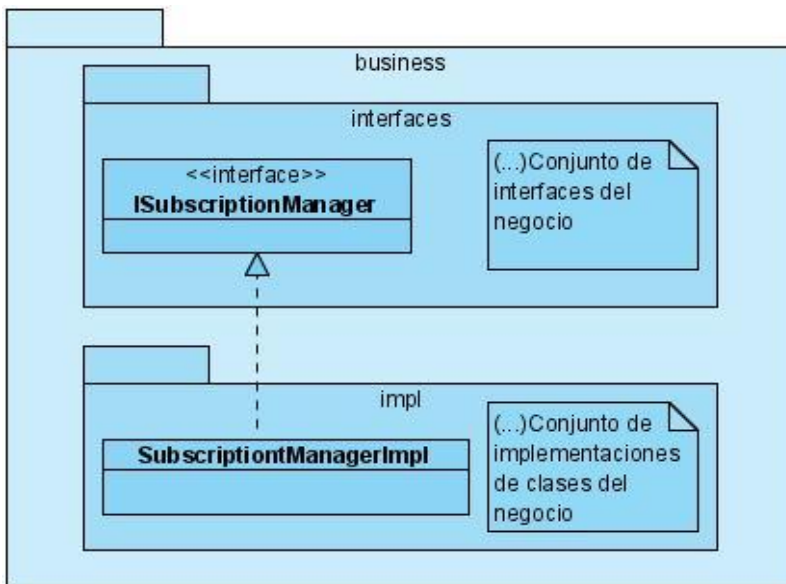 business
interfaces
<<interface>>
ISubscriptionManager
(...)Conjunto de
interfaces del
negocio
impl
SubscriptiontManagerImpl
(...)Conjunto de
implementaciones
de clases del
negocio